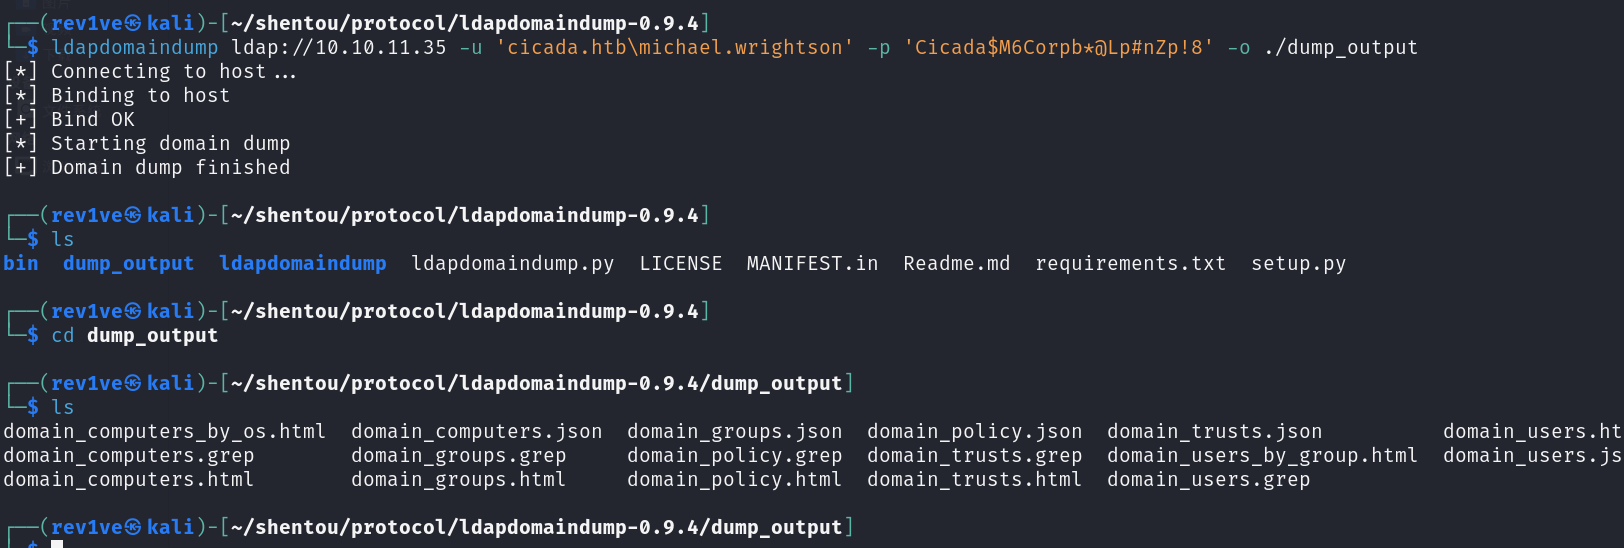 ┌──(rev1ve㉿kali)-[~/shentou/protocol/ldapdomaindump-0.9.4]
└─$ ldapdomaindump ldap://10.10.11.35 -u 'cicada.htb\michael.wrightson' -p 'Cicada$M6Corpb*@Lp#nZp!8' -o ./dump_output
[*] Connecting to host...
[*] Binding to host
[+] Bind OK
[*] Starting domain dump
[+] Domain dump finished
┌──(rev1ve㉿kali)-[~/shentou/protocol/ldapdomaindump-0.9.4]
└─$ ls
bin  dump_output  ldapdomaindump  ldapdomaindump.py  LICENSE  MANIFEST.in  Readme.md  requirements.txt  setup.py
┌──(rev1ve㉿kali)-[~/shentou/protocol/ldapdomaindump-0.9.4]
└─$ cd dump_output
┌──(rev1ve㉿kali)-[~/shentou/protocol/ldapdomaindump-0.9.4/dump_output]
└─$ ls
domain_computers_by_os.html  domain_computers.json  domain_groups.json  domain_policy.json  domain_trusts.json          domain_users.ht
domain_computers.grep        domain_groups.grep     domain_policy.grep  domain_trusts.grep  domain_users_by_group.html  domain_users.js
domain_computers.html        domain_groups.html     domain_policy.html  domain_trusts.html  domain_users.grep
┌──(rev1ve㉿kali)-[~/shentou/protocol/ldapdomaindump-0.9.4/dump_output]
└─$